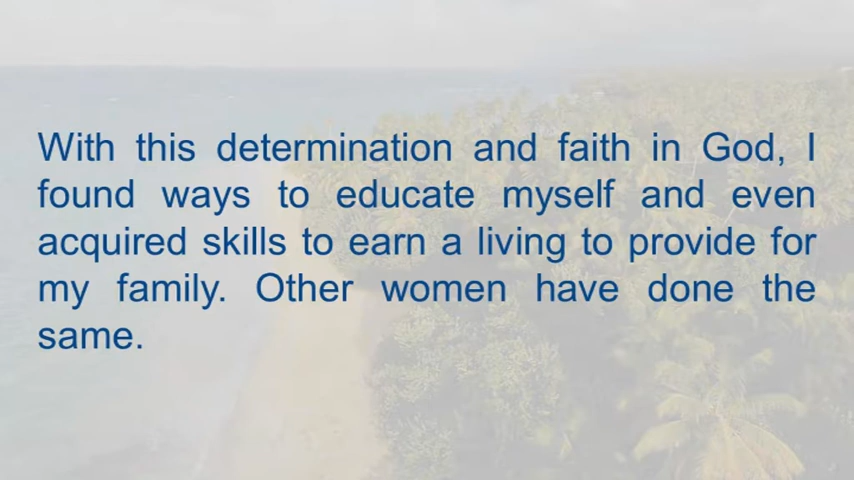 With this determination and faith in God, I
found ways to educate myself and even
acquired skills to earn a living to provide for
my family. Other women have done the
same.